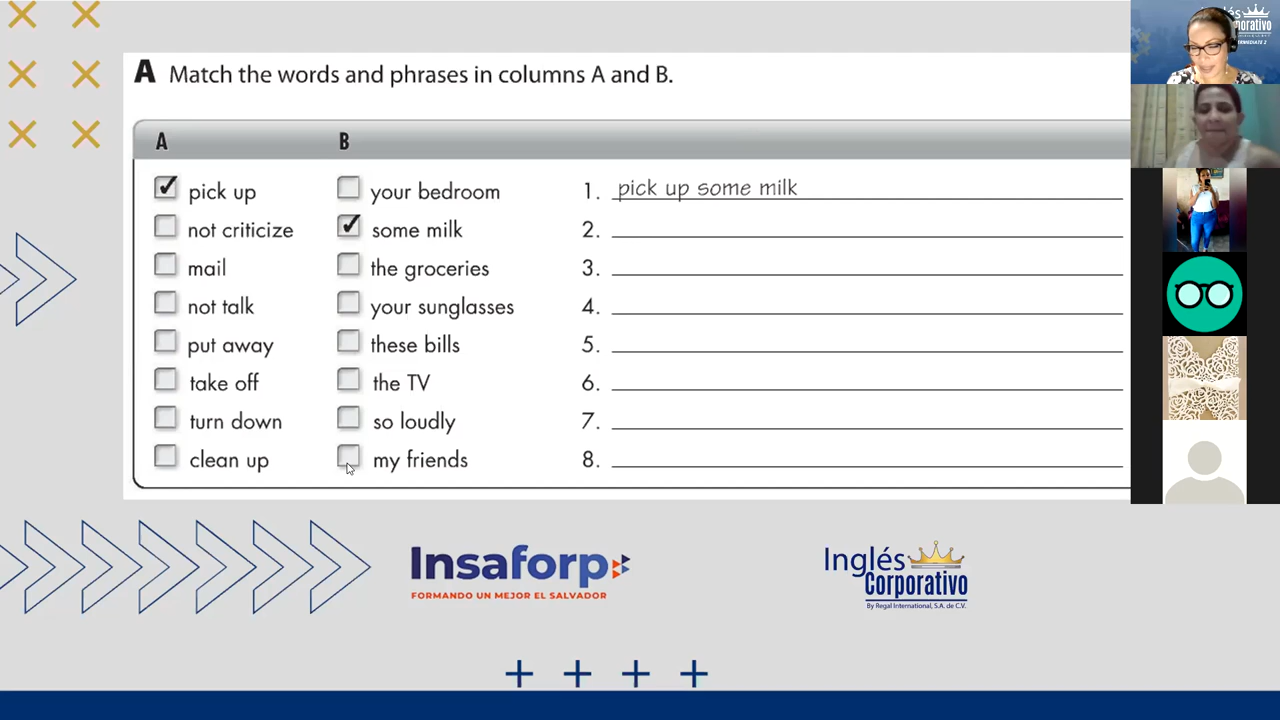 A Match the words and phrases in columns A and B.
A B
pick up your bedroom 1. pick up some milk
not criticize some milk 2.
mail the groceries 3.
not talk your sunglasses 4.
put away these bills 5.
take off the TV 6.
turn down so loudly 7.
clean up my friends 8.
Insaforp
FORMANDO UN MEJOR EL SALVADOR
Inglés
Corporativo
By Regal International, S.A. de C.V.